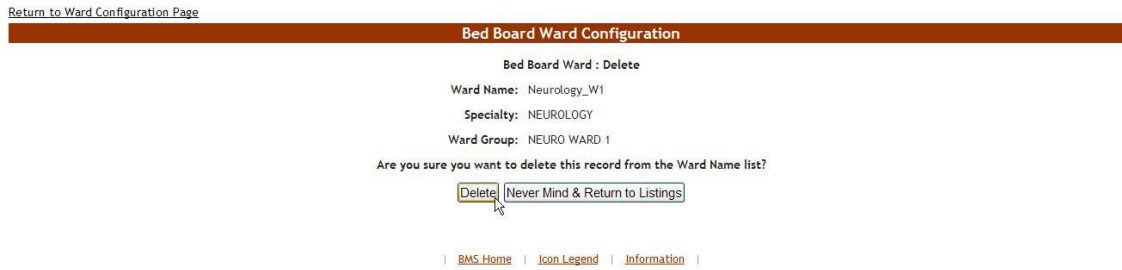 Return to Ward Configuration Page
Bed Board Ward Configuration
Bed Board Ward : Delete
Ward Name: Neurology_W1
Specialty: NEUROLOGY
Ward Group: NEURO WARD 1
Are you sure you want to delete this record from the Ward Name list?
Delete Never Mind & Return to Listings
| BMS Home | Icon Legend | Information |